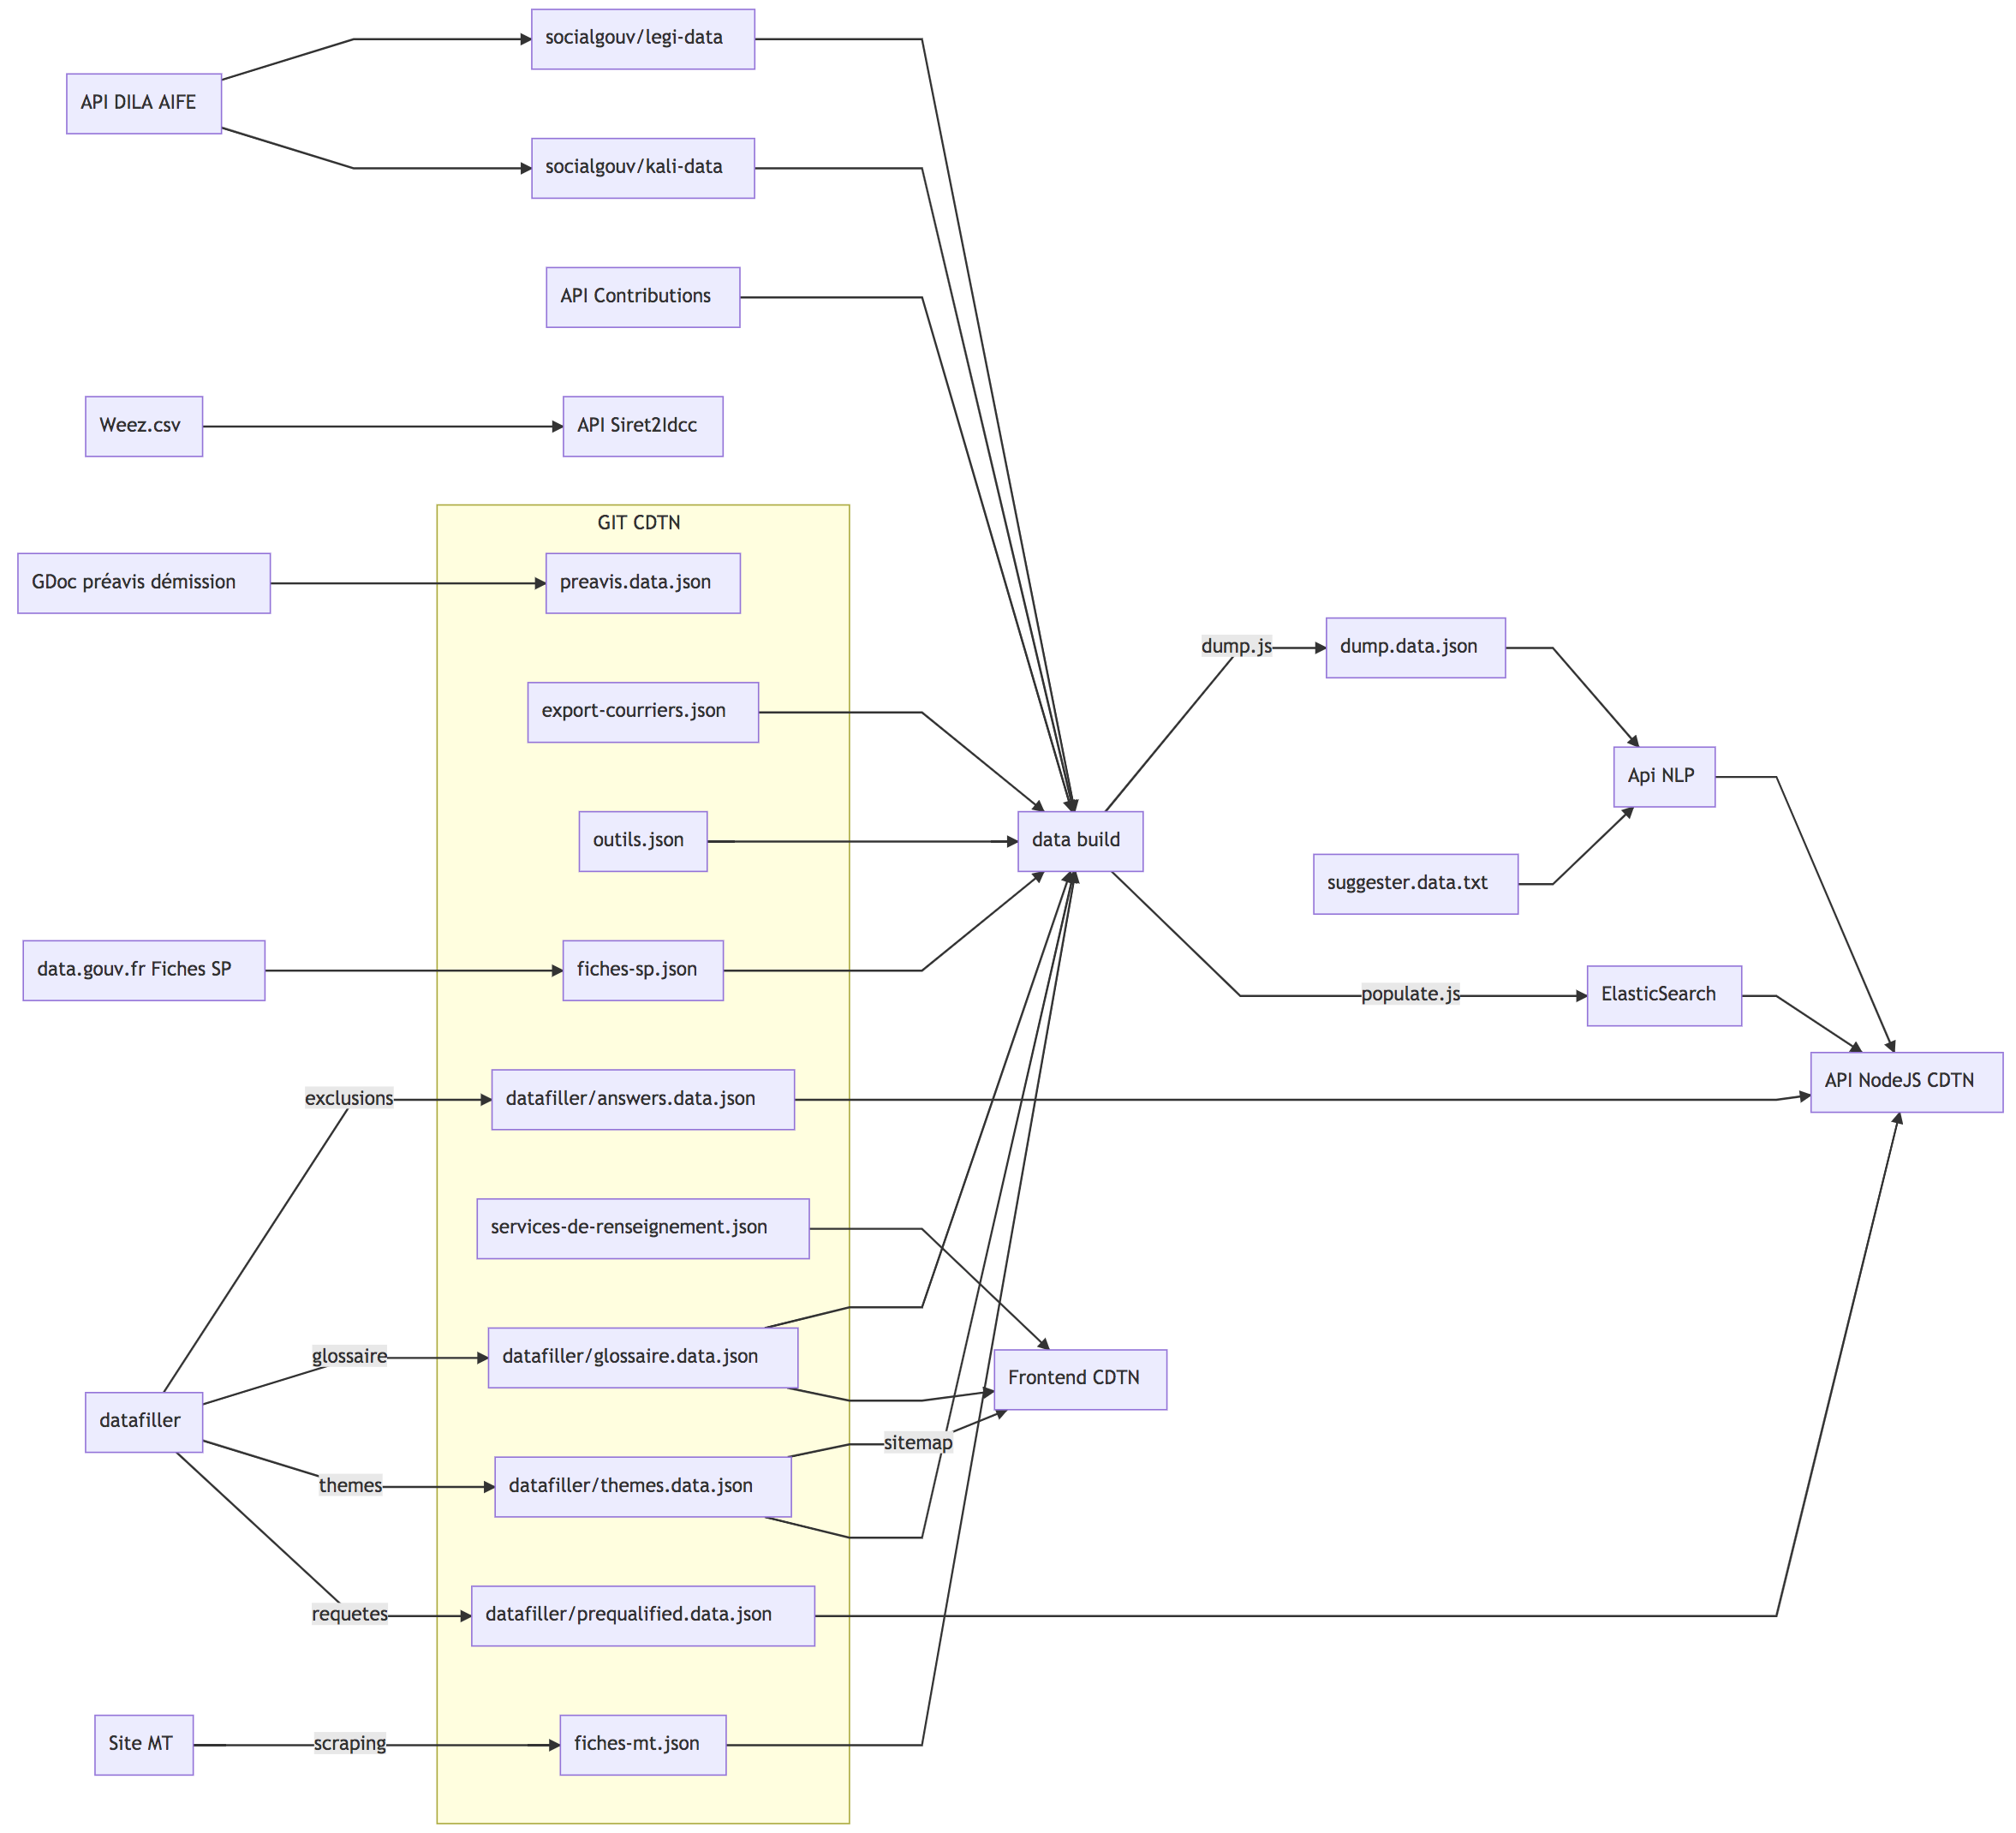 socialgouv/legi-data
API DILA AIFE
socialgouv/kali-data
API Contributions
Weez.csv
API Siret2Idcc
GIT CDTN
GDoc préavis démission
preavis.data.json
dump.js
dump.data.json
export-courriers.json
Api NLP
outils.json
data build
suggester.data.txt
data.gouv.fr Fiches SP
fiches-sp.json
populate.js
ElasticSearch
API NodeJS CDTN
exclusions
datafiller/answers.data.json
services-de-renseignement.json
glossaire
datafiller/glossaire.data.json
Frontend CDTN
datafiller
sitemap
themes
datafiller/themes.data.json
requetes
datafiller/prequalified.data.json
Site MT
scraping
fiches-mt.json